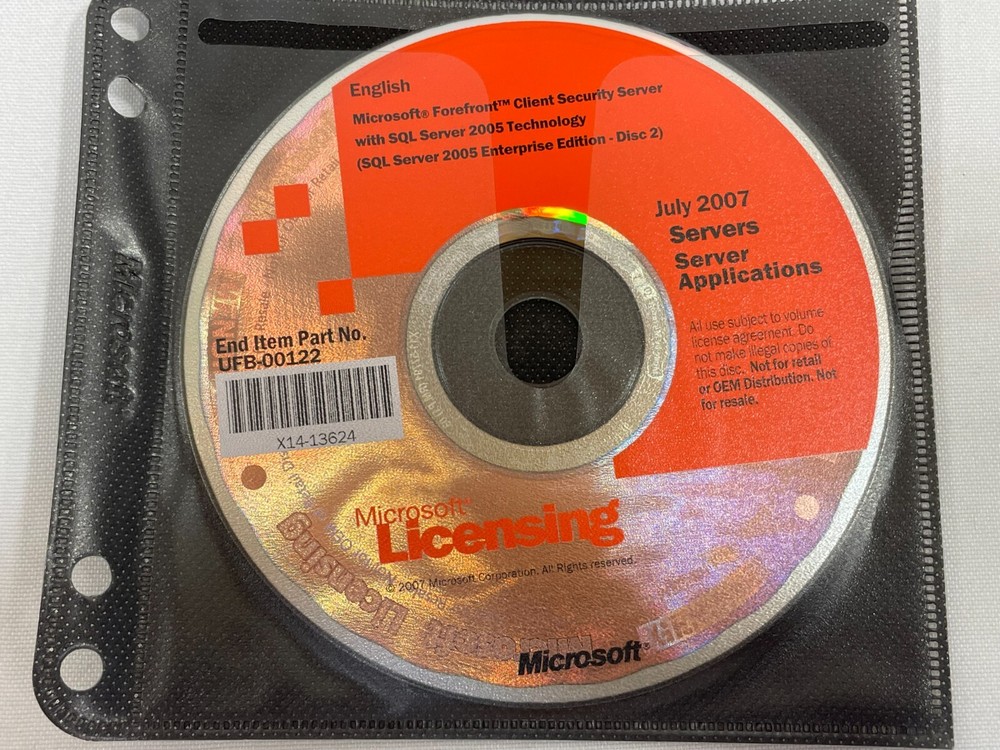 English
Microsoft® Forefront™ Client Security Server
with SQL Server 2005 Technology
(SQL Server 2005 Enterprise Edition - Disc 2)
July 2007
Servers
Server
Applications
All use subject to volume
license agreement. Do
not make illegal copies of
this disc. Not for retail
or OEM Distribution. Not
for resale.
End Item Part No.
UFB-00122
X14-13624
Microsoft®
Licensing
© 2007 Microsoft Corporation. All Rights reserved.
Licensing
Microsoft®